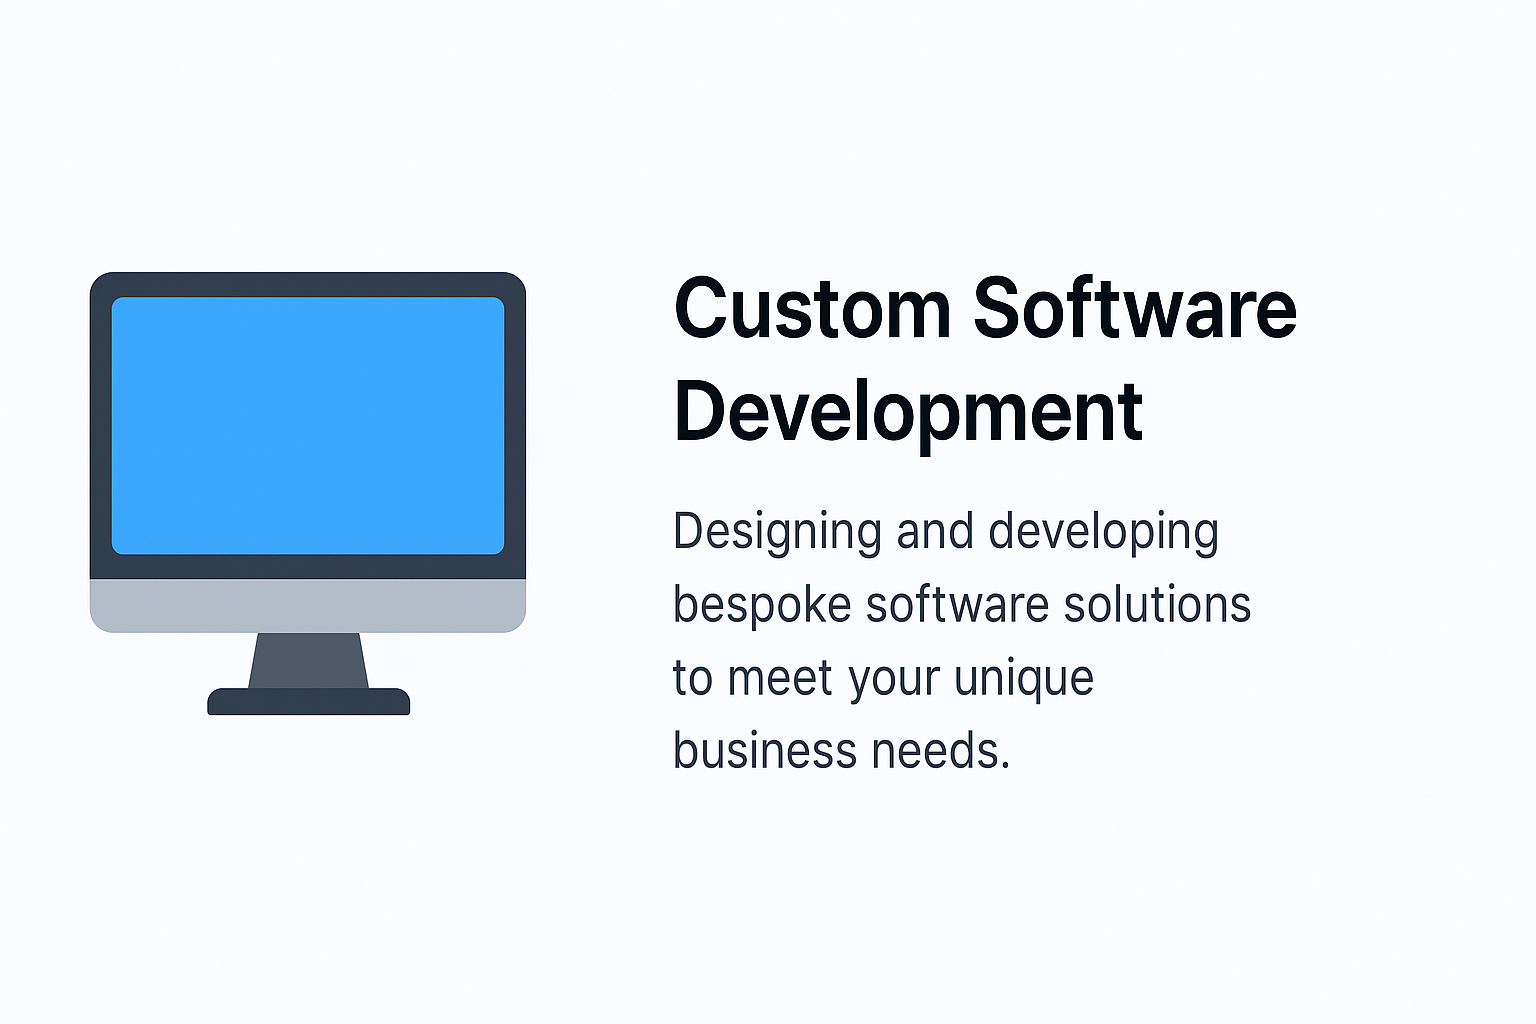 Custom Software
Development
Designing and developing
bespoke software solutions
to meet your unique
business needs.